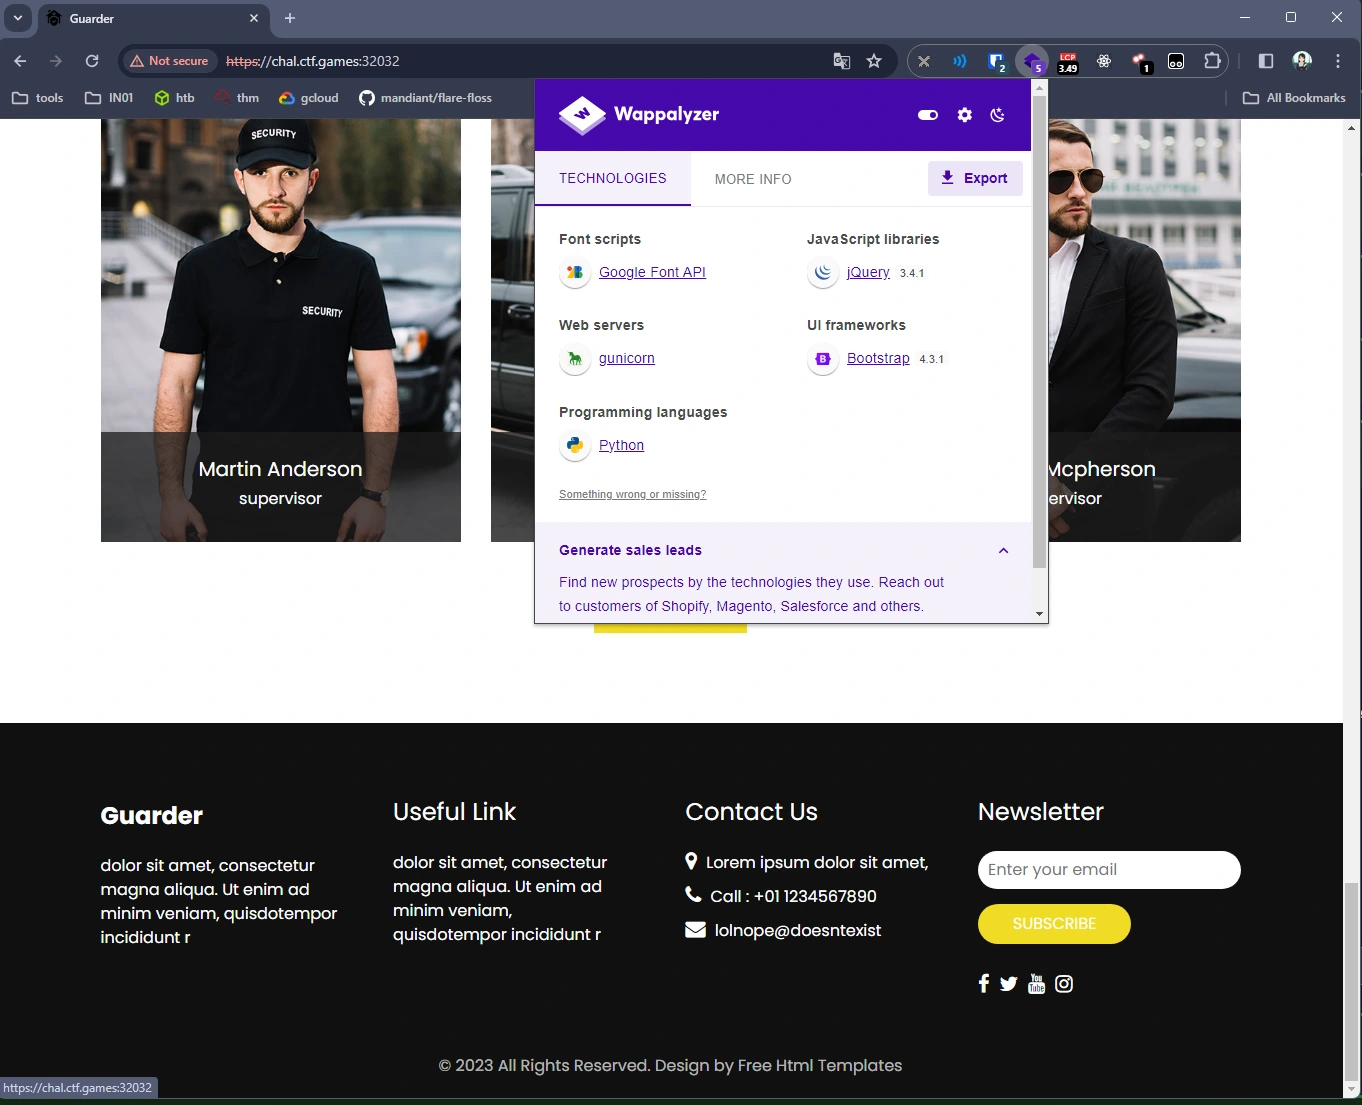 Guarder
Not secure
https://chal.ctf.games:32032
2
5
LCP
3.49
1
tools
IN01
htb
thm
gcloud
mandiant/flare-floss
All Bookmarks
Wappalyzer
TECHNOLOGIES
MORE INFO
Export
Font scripts
Google Font API
JavaScript libraries
jQuery 3.4.1
Web servers
gunicorn
UI frameworks
Bootstrap 4.3.1
Programming languages
Python
Something wrong or missing?
Generate sales leads
Find new prospects by the technologies they use. Reach out
to customers of Shopify, Magento, Salesforce and others.
SECURITY
SECURITY
Martin Anderson
supervisor
Mcpherson
ervisor
Guarder
dolor sit amet, consectetur
magna aliqua. Ut enim ad
minim veniam, quisdotempor
incididunt r
Useful Link
dolor sit amet, consectetur
magna aliqua. Ut enim ad
minim veniam,
quisdotempor incididunt r
Contact Us
Lorem ipsum dolor sit amet,
Call : +01 1234567890
lolnope@doesntexist
Newsletter
Enter your email
SUBSCRIBE
You
Tube
© 2023 All Rights Reserved. Design by Free Html Templates
https://chal.ctf.games:32032